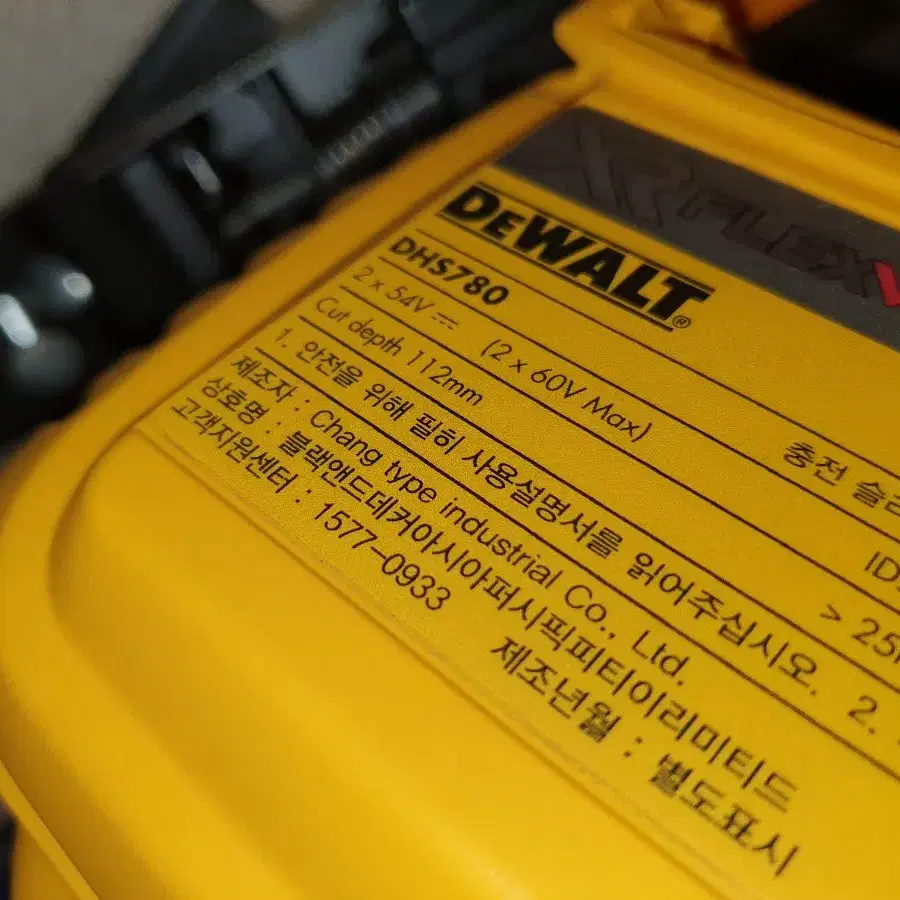 XR FLEXV
DEWALT®
DHS780 충전 슬라
2 x 54V ⎓ (2 x 60V Max)
Cut depth 112mm > 25
1. 안전을 위해 필히 사용설명서를 읽어주십시오. 2.
제조자 : Chang type industrial Co., Ltd.
상호명 : 블랙앤드데커아시아퍼시픽피티이리미티드
고객지원센터 : 1577-0933 제조년월 : 별도표시